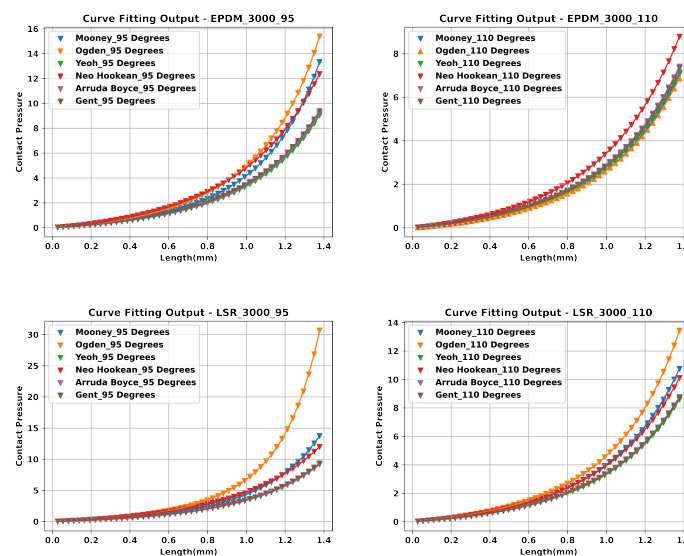 Curve Fitting Output - EPDM_3000_95
Contact Pressure
16
14
12
10
8
6
4
2
0
Mooney_95 Degrees
Ogden_95 Degrees
Yeoh_95 Degrees
Neo Hookean_95 Degrees
Arruda Boyce_95 Degrees
Gent_95 Degrees
0.0 0.2 0.4 0.6 0.8 1.0 1.2 1.4
Length(mm)
Curve Fitting Output - EPDM_3000_110
Contact Pressure
8
6
4
2
0
Mooney_110 Degrees
Ogden_110 Degrees
Yeoh_110 Degrees
Neo Hookean_110 Degrees
Arruda Boyce_110 Degrees
Gent_110 Degrees
0.0 0.2 0.4 0.6 0.8 1.0 1.2
Length(mm)
Curve Fitting Output - LSR_3000_95
Contact Pressure
30
25
20
15
10
5
0
Mooney_95 Degrees
Ogden_95 Degrees
Yeoh_95 Degrees
Neo Hookean_95 Degrees
Arruda Boyce_95 Degrees
Gent_95 Degrees
0.0 0.2 0.4 0.6 0.8 1.0 1.2 1.4
Length(mm)
Curve Fitting Output - LSR_3000_110
Contact Pressure
14
12
10
8
6
4
2
0
Mooney_110 Degrees
Ogden_110 Degrees
Yeoh_110 Degrees
Neo Hookean_110 Degrees
Arruda Boyce_110 Degrees
Gent_110 Degrees
0.0 0.2 0.4 0.6 0.8 1.0 1.2
Length(mm)